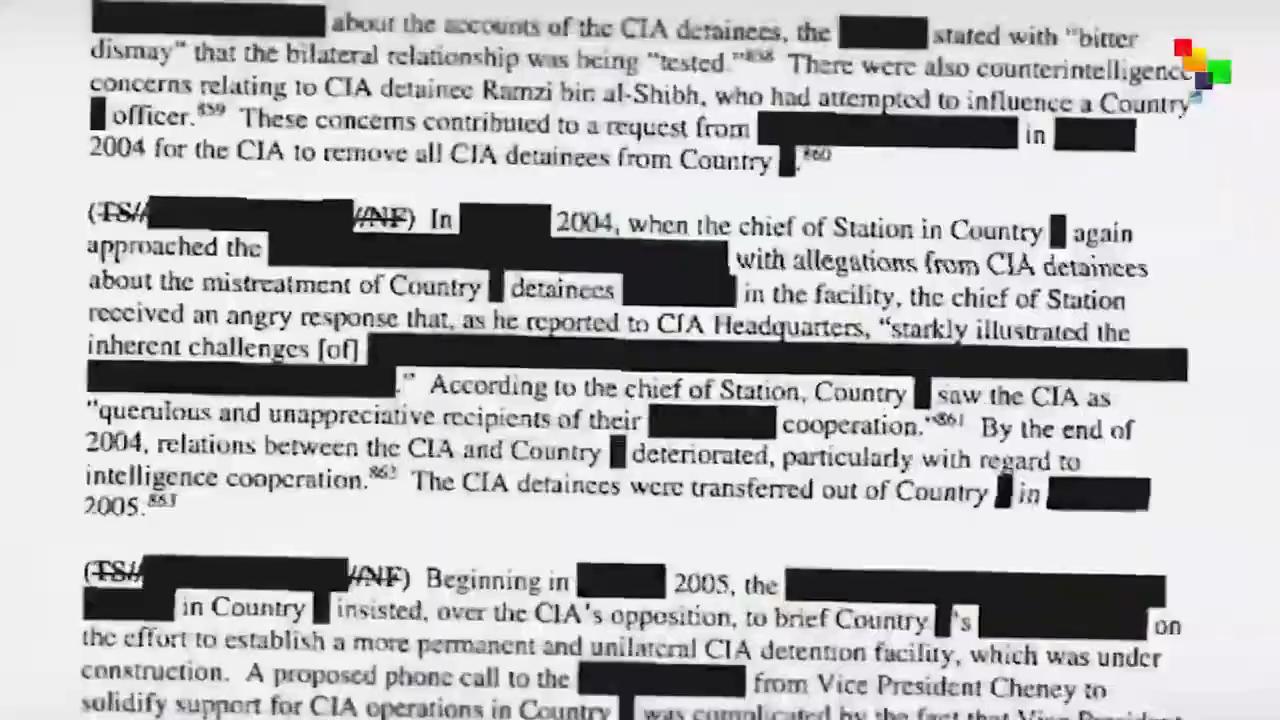 about the accounts of the CIA detainees, the stated with "bitter
dismay" that the bilateral relationship was being "tested."858 There were also counterintelligence
concerns relating to CIA detainee Ramzi bin al-Shibh, who had attempted to influence a Country
officer.859 These concerns contributed to a request from in
2004 for the CIA to remove all CIA detainees from Country .860
(TS// //NF) In 2004, when the chief of Station in Country again
approached the with allegations from CIA detainees
about the mistreatment of Country detainees in the facility, the chief of Station
received an angry response that, as he reported to CIA Headquarters, "starkly illustrated the
inherent challenges [of]
." According to the chief of Station, Country saw the CIA as
"querulous and unappreciative recipients of their cooperation."861 By the end of
2004, relations between the CIA and Country deteriorated, particularly with regard to
intelligence cooperation.862 The CIA detainees were transferred out of Country in
2005.863
(TS// //NF) Beginning in 2005, the
in Country insisted, over the CIA's opposition, to brief Country 's on
the effort to establish a more permanent and unilateral CIA detention facility, which was under
construction. A proposed phone call to the from Vice President Cheney to
solidify support for CIA operations in Country was complicated by the fact that Vice President